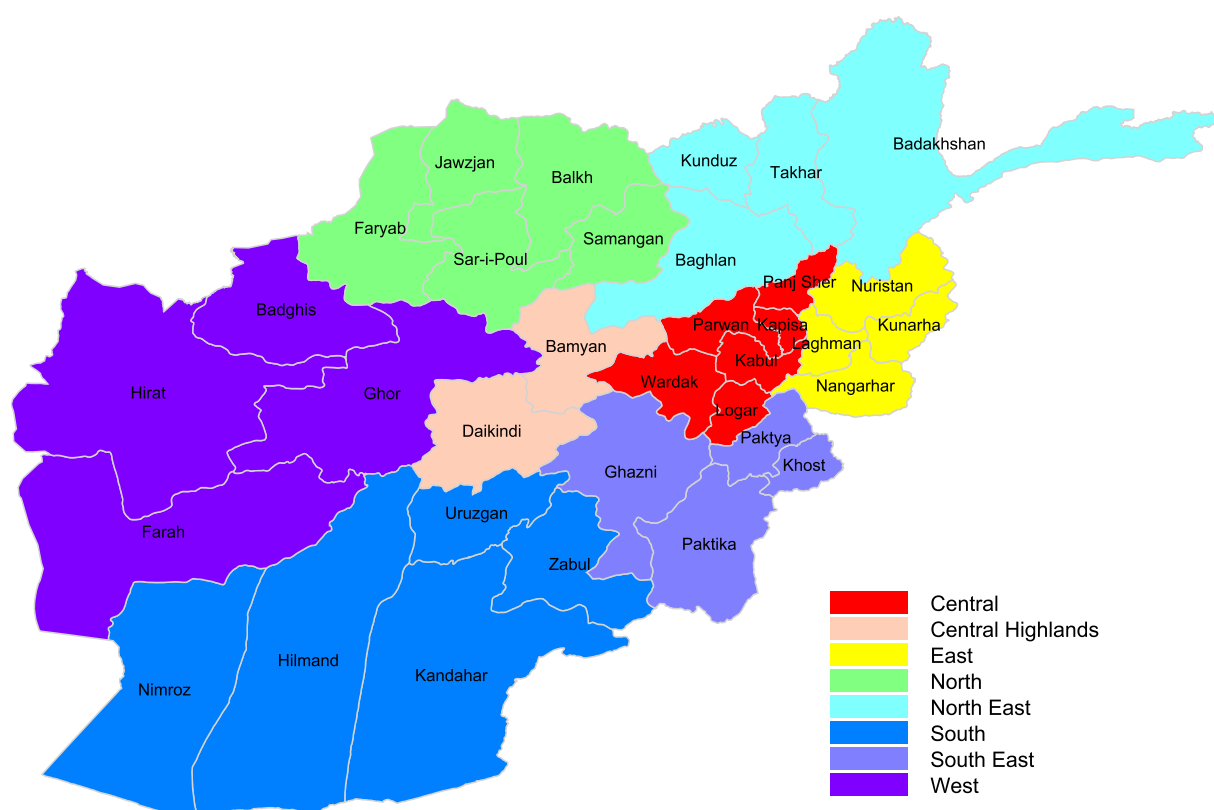 Badakhshan
Kunduz
Jawzjan
Takhar
Balkh
Faryab
Samangan
Sar-i-Poul
Baghlan
Panj Sher
Nuristan
Badghis
Parwan
Kapisa
Kunarha
Laghman
Bamyan
Kabul
Wardak
Nangarhar
Hirat
Ghor
Logar
Daikindi
Paktya
Khost
Ghazni
Uruzgan
Farah
Paktika
Zabul
Hilmand
Kandahar
Nimroz
Central
Central Highlands
East
North
North East
South
South East
West